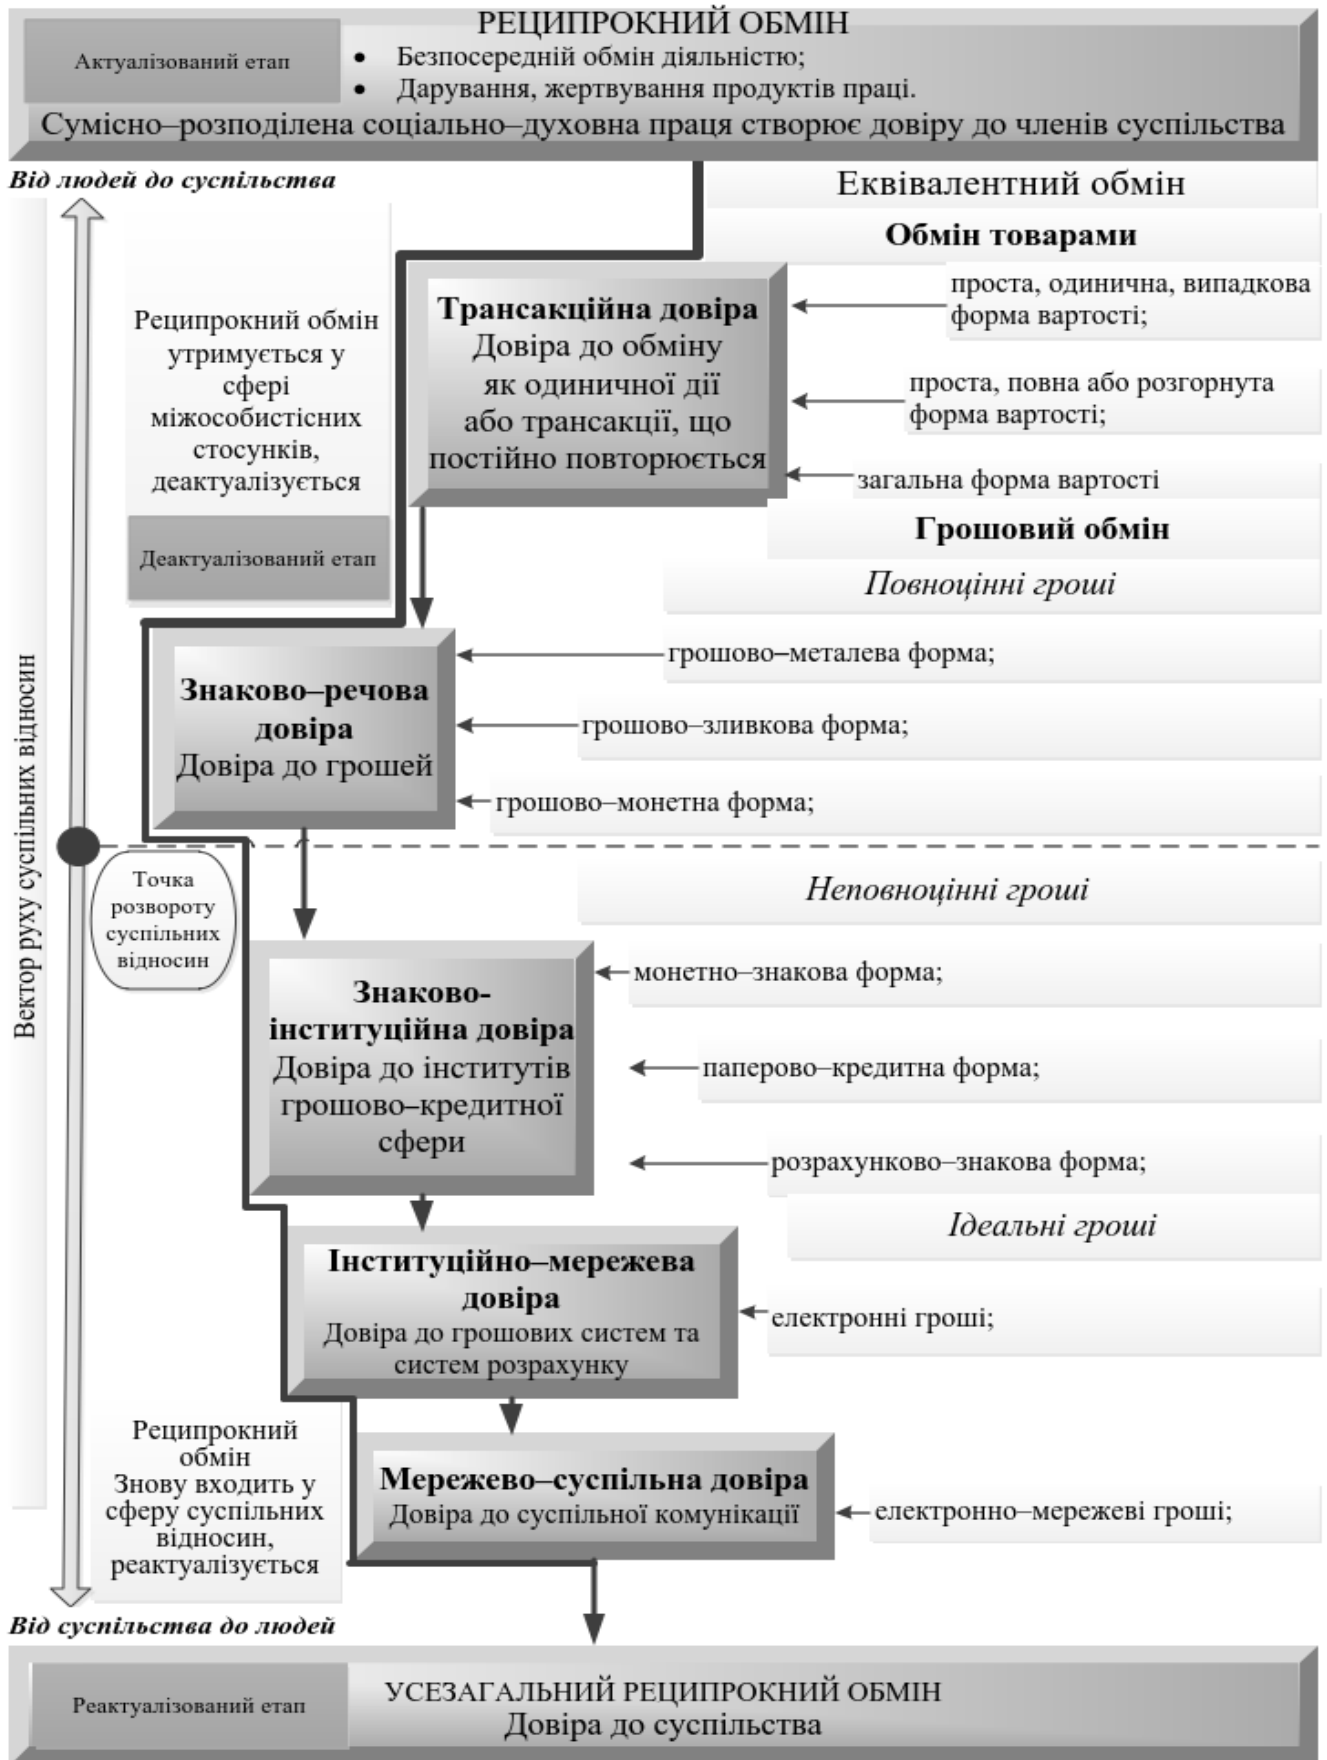 РЕЦИПРОКНИЙ ОБМІН
Актуалізований етап
• Безпосередній обмін діяльністю;
• Дарування, жертвування продуктів праці.
Сумісно–розподілена соціально–духовна праця створює довіру до членів суспільства
Від людей до суспільства
Еквівалентний обмін
Обмін товарами
Трансакційна довіра
Довіра до обміну
як одиничної дії
або трансакції, що
постійно повторюється
проста, одинична, випадкова
форма вартості;
проста, повна або розгорнута
форма вартості;
загальна форма вартості
Реципрокний обмін
утримується у
сфері
міжособистісних
стосунків,
деактуалізується
Деактуалізований етап
Грошовий обмін
Повноцінні гроші
Знаково–речова
довіра
Довіра до грошей
грошово–металева форма;
грошово–зливкова форма;
грошово–монетна форма;
Вектор руху суспільних відносин
Точка
розвороту
суспільних
відносин
Неповноцінні гроші
Знаково-
інституційна довіра
Довіра до інститутів
грошово–кредитної
сфери
монетно–знакова форма;
паперово–кредитна форма;
розрахунково–знакова форма;
Ідеальні гроші
Інституційно–мережева
довіра
Довіра до грошових систем та
систем розрахунку
електронні гроші;
Реципрокний
обмін
Знову входить у
сферу суспільних
відносин,
реактуалізується
Мережево–суспільна довіра
Довіра до суспільної комунікації
електронно–мережеві гроші;
Від суспільства до людей
Реактуалізований етап
УСЕЗАГАЛЬНИЙ РЕЦИПРОКНИЙ ОБМІН
Довіра до суспільства